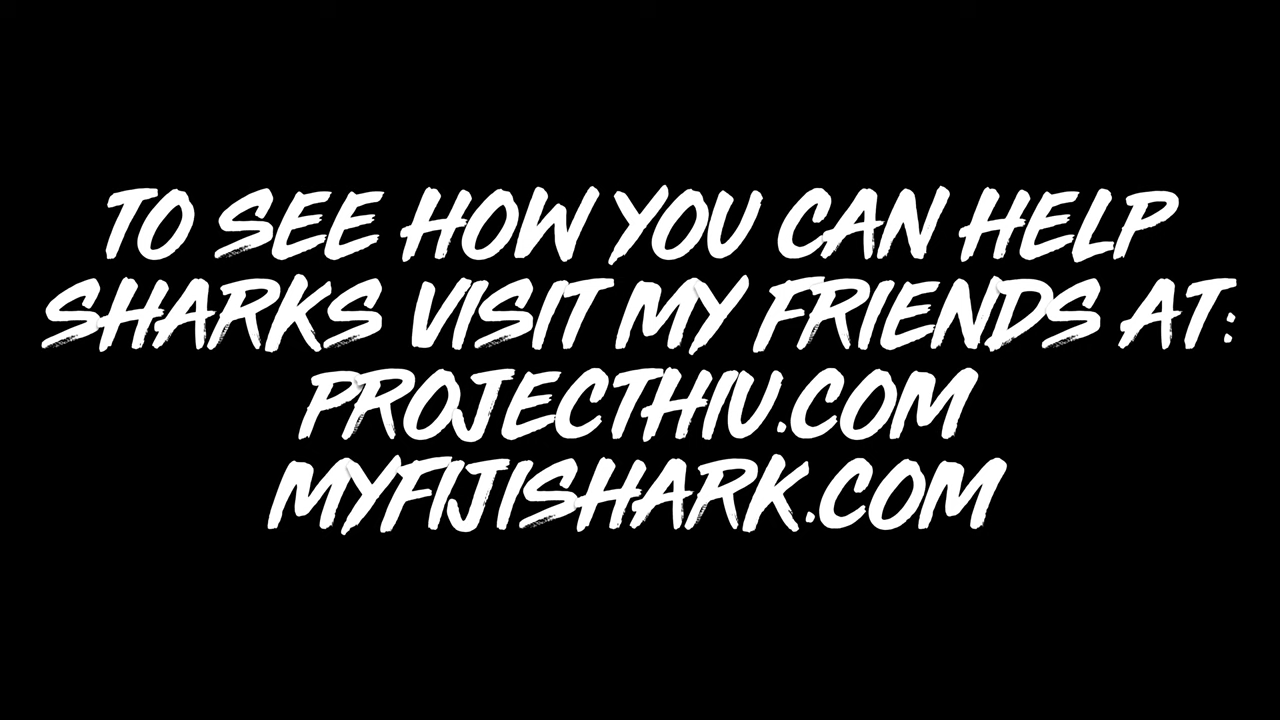 TO SEE HOW YOU CAN HELP
SHARKS VISIT MY FRIENDS AT:
PROJECTHIU.COM
MYFIJISHARK.COM